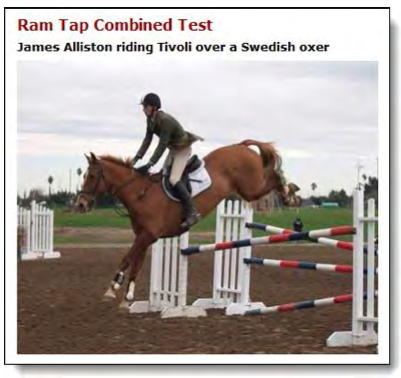 Ram Tap Combined Test
James Alliston riding Tivoli over a Swedish oxer